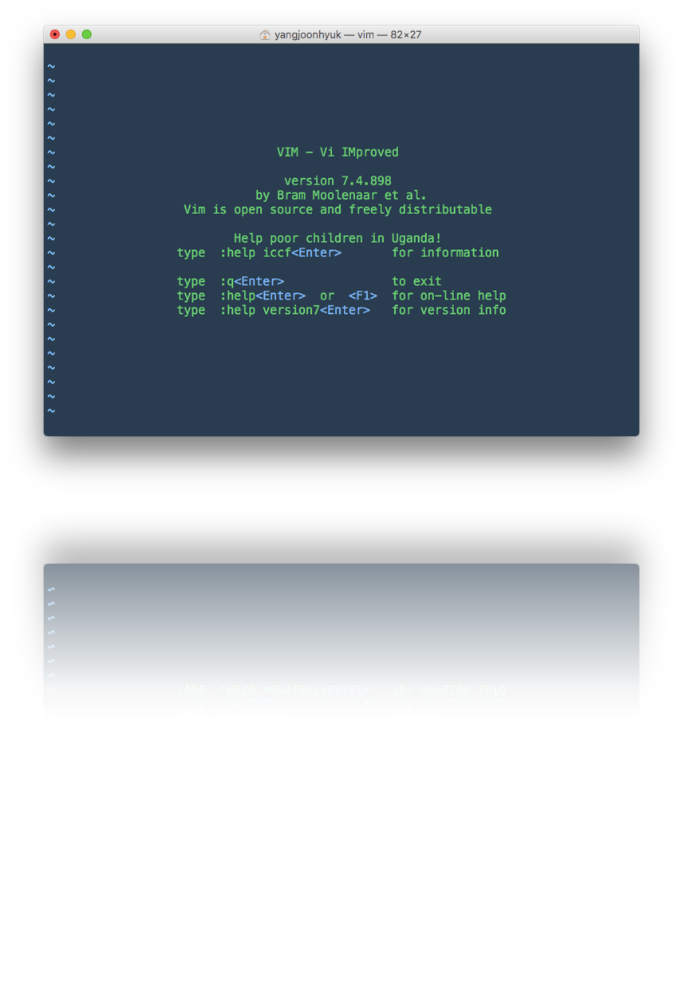 yangjoonhyuk — vim — 82×27
~
~
~
~
~
~
~ VIM - Vi IMproved
~
~ version 7.4.898
~ by Bram Moolenaar et al.
~ Vim is open source and freely distributable
~
~ Help poor children in Uganda!
~ type  :help iccf<Enter>       for information
~
~ type  :q<Enter>               to exit
~ type  :help<Enter>  or  <F1>  for on-line help
~ type  :help version7<Enter>   for version info
~
~
~
~
~
~
~